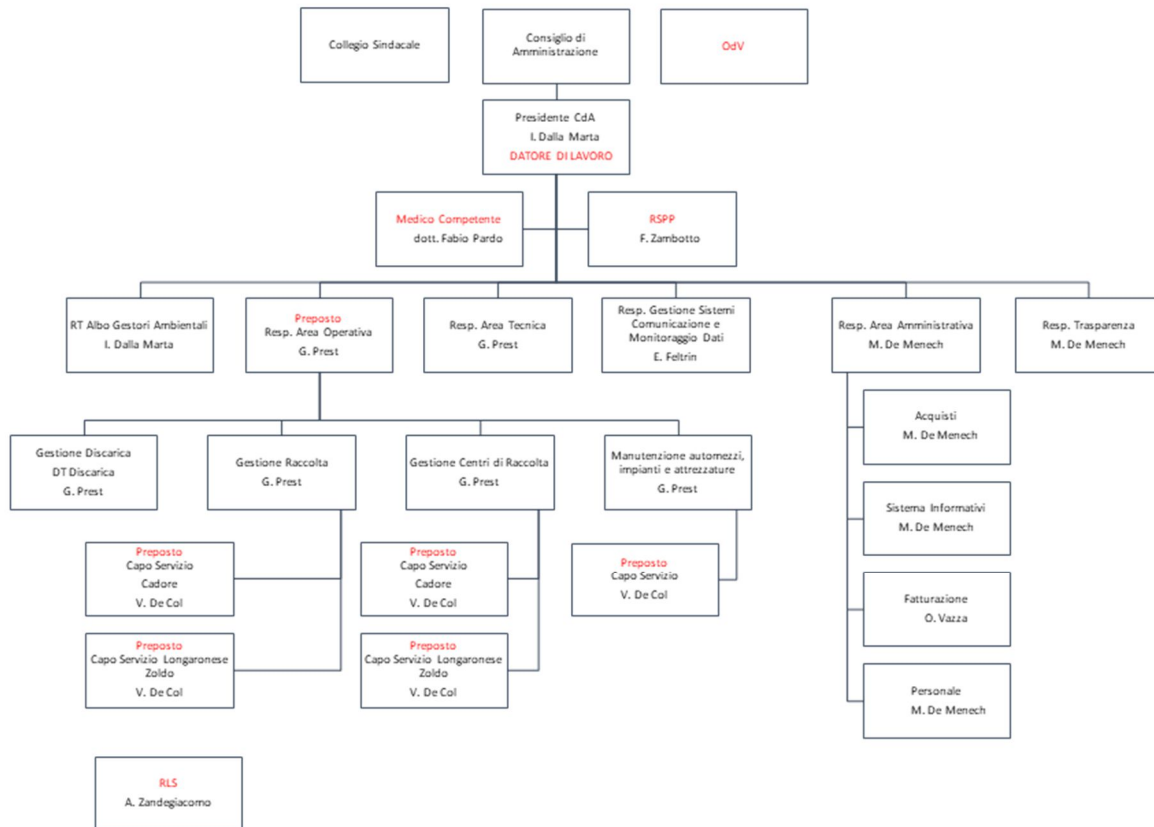 Collegio Sindacale
Consiglio di
Amministrazione
OdV
Presidente CdA
I. Dalla Marta
DATORE DI LAVORO
Medico Competente
dott. Fabio Pardo
RSPP
F. Zambotto
RT Albo Gestori Ambientali
I. Dalla Marta
Preposto
Resp. Area Operativa
G. Prest
Resp. Area Tecnica
G. Prest
Resp. Gestione Sistemi
Comunicazione e
Monitoraggio Dati
E. Feltrin
Resp. Area Amministrativa
M. De Menech
Resp. Trasparenza
M. De Menech
Gestione Discarica
DT Discarica
G. Prest
Gestione Raccolta
G. Prest
Gestione Centri di Raccolta
G. Prest
Manutenzione automezzi,
impianti e attrezzature
G. Prest
Acquisti
M. De Menech
Sistema Informativi
M. De Menech
Fatturazione
O. Vazza
Personale
M. De Menech
Preposto
Capo Servizio
Cadore
V. De Col
Preposto
Capo Servizio
Cadore
V. De Col
Preposto
Capo Servizio
V. De Col
Preposto
Capo Servizio Longaronese
Zoldo
V. De Col
Preposto
Capo Servizio Longaronese
Zoldo
V. De Col
RLS
A. Zandegiacomo